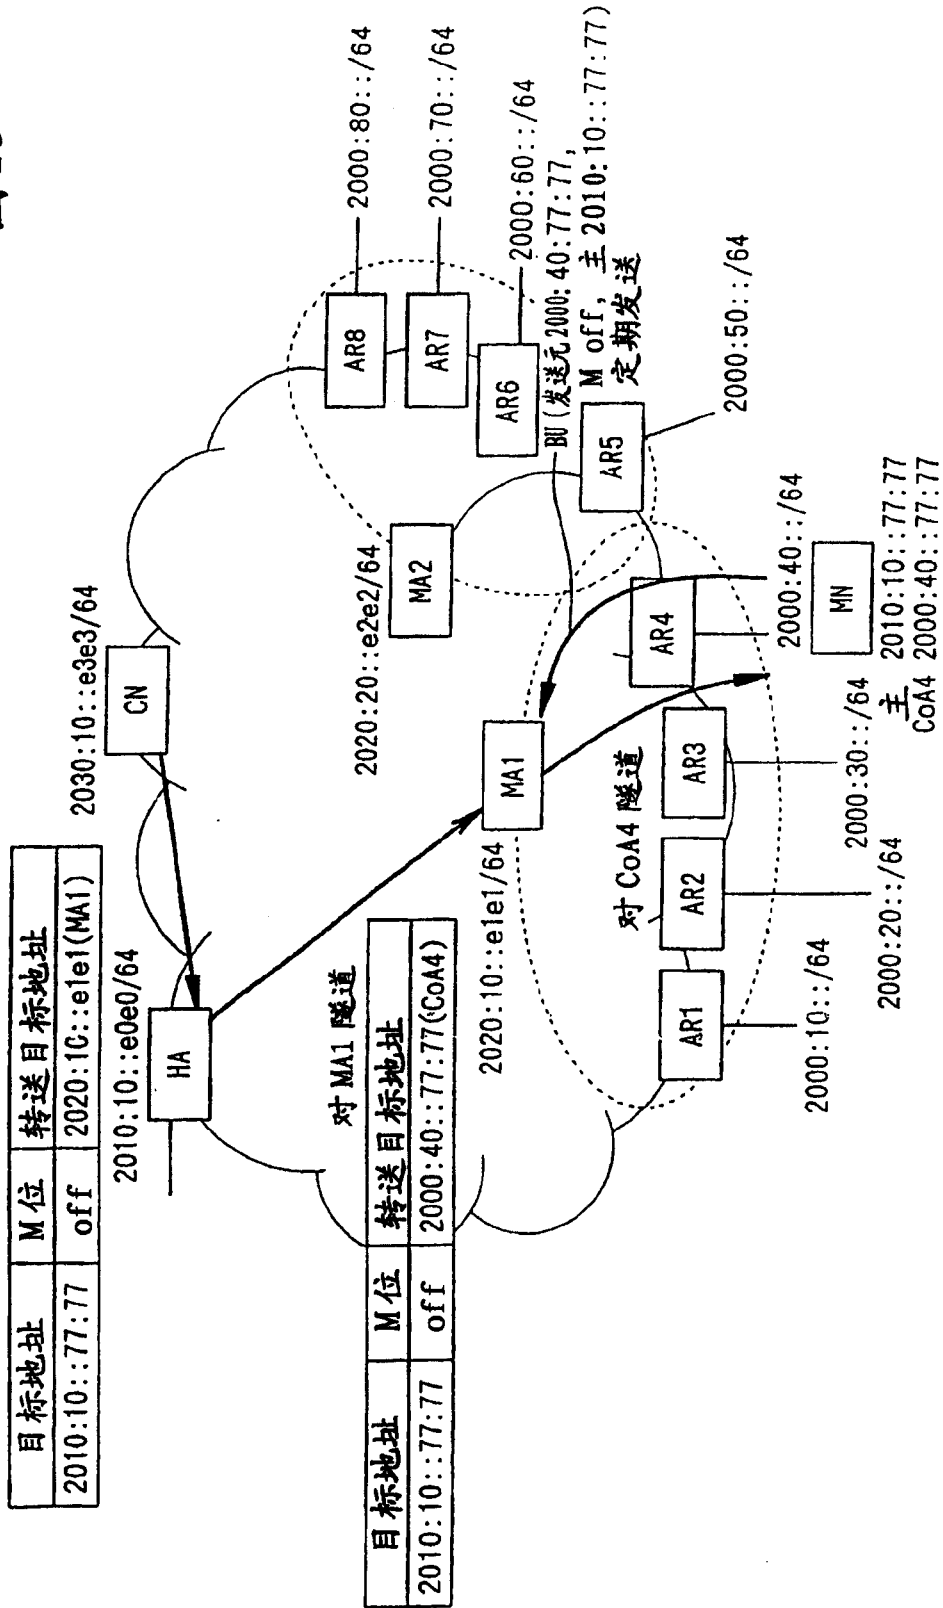 目标地址 M位 转送目标地址
2010:10::77:77 off 2020:1C::e1e1(MA1)
2030:10::e3e3/64
CN
2010:10::e0e0/64
HA
对 MA1 隧道
目标地址 M位 转送目标地址
2010:10::77:77 off 2000:40::77:77(CoA4)
2020:20::e2e2/64
MA2
2020:10::e1e1/64
MA1
对 CoA4 隧道
AR8
2000:80::/64
AR7
2000:70::/64
AR6
2000:60::/64
BU(发送元2000:40:77:77,
M off, 主 2010:10::77:77)
定期发送
AR5
2000:50::/64
AR4
2000:40::/64
AR3
2000:30::/64
AR2
2000:20::/64
AR1
2000:10::/64
MN
主 2010:10::77:77
CoA4 2000:40::77:77